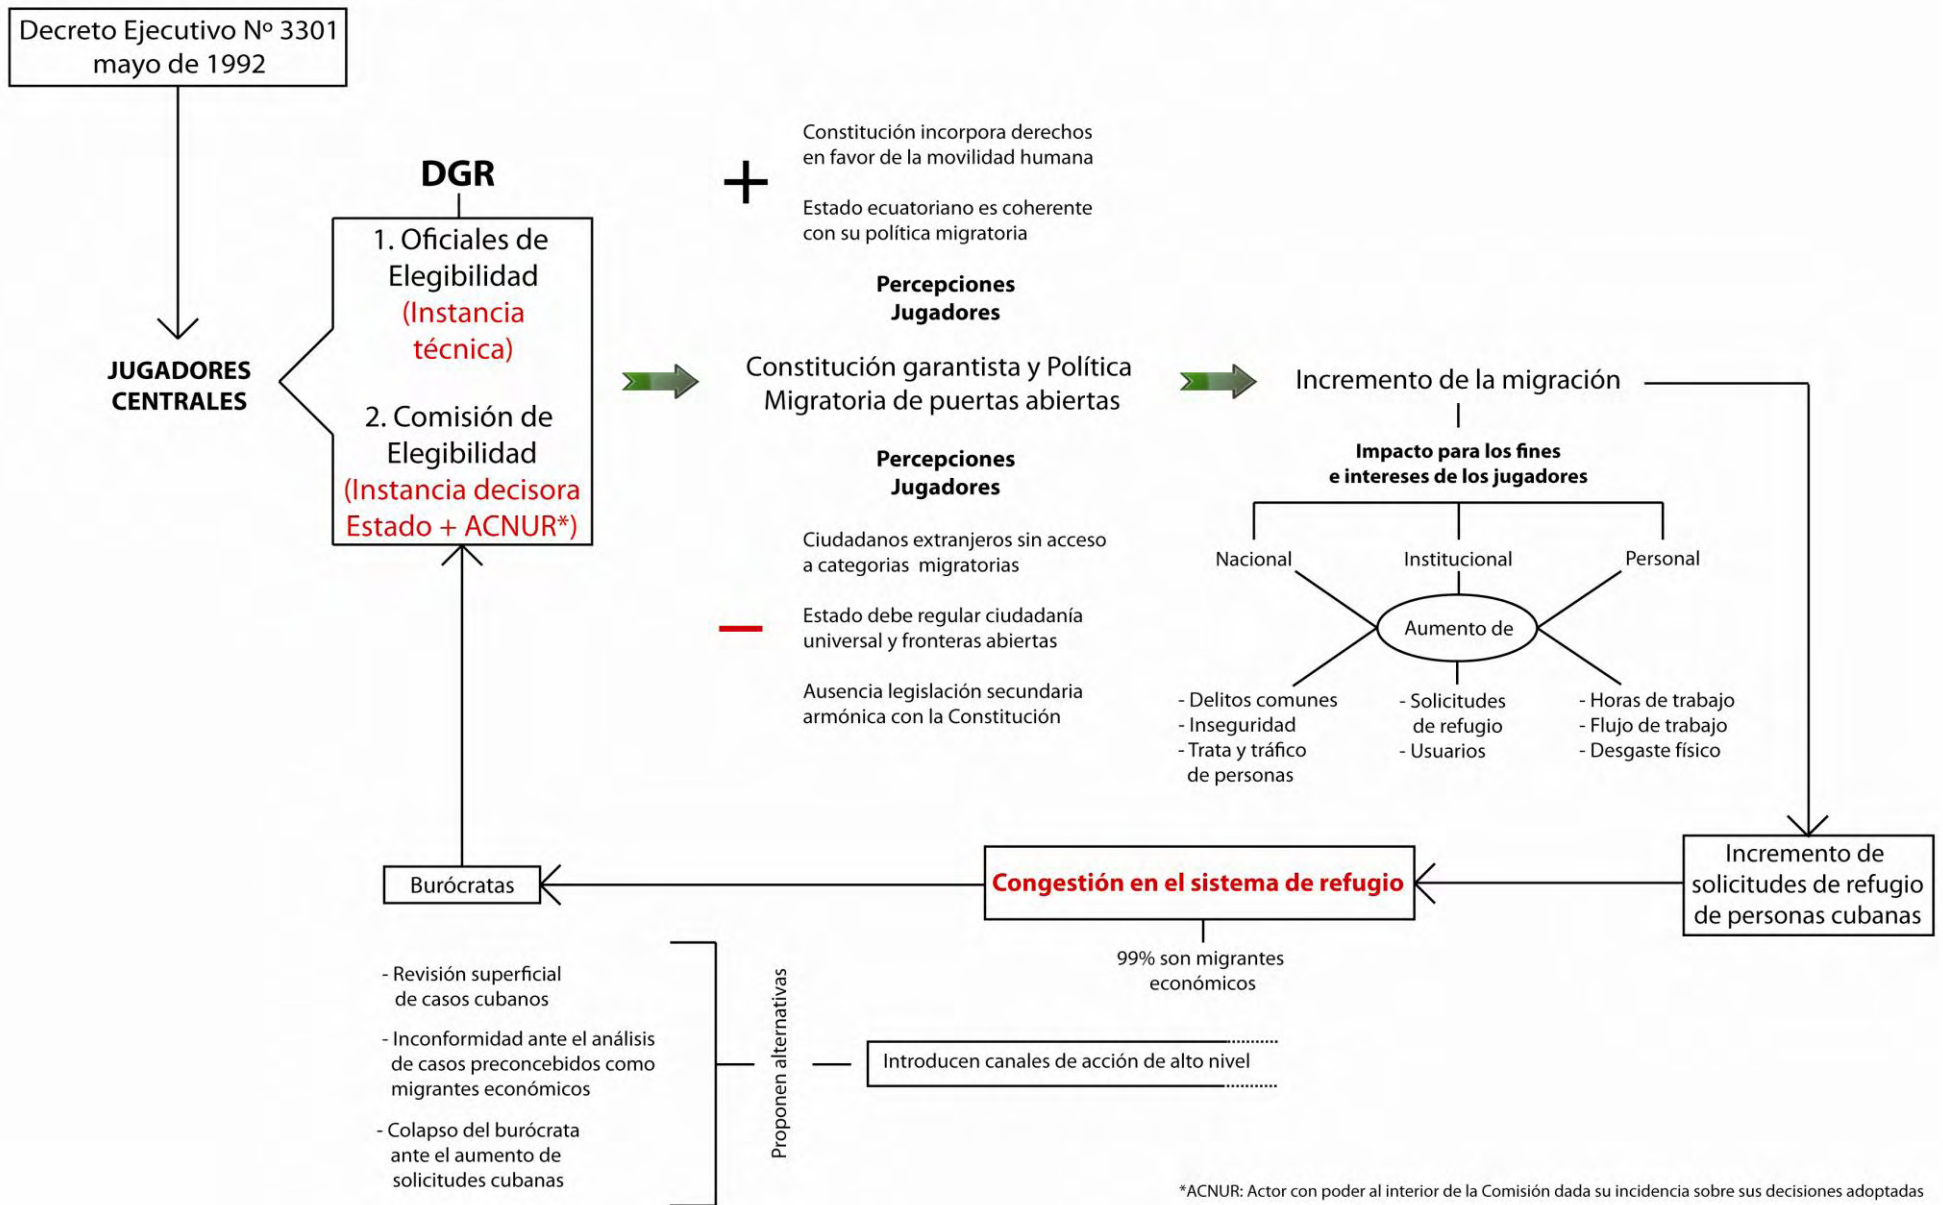 Decreto Ejecutivo Nº 3301
mayo de 1992
JUGADORES
CENTRALES
DGR
1. Oficiales de
Elegibilidad
(Instancia
técnica)
2. Comisión de
Elegibilidad
(Instancia decisora
Estado + ACNUR*)
+
Constitución incorpora derechos
en favor de la movilidad humana
Estado ecuatoriano es coherente
con su política migratoria
Percepciones
Jugadores
Constitución garantista y Política
Migratoria de puertas abiertas
Percepciones
Jugadores
Ciudadanos extranjeros sin acceso
a categorias migratorias
—
Estado debe regular ciudadanía
universal y fronteras abiertas
Ausencia legislación secundaria
armónica con la Constitución
Incremento de la migración
Impacto para los fines
e intereses de los jugadores
Nacional
Institucional
Personal
Aumento de
- Delitos comunes
- Inseguridad
- Trata y tráfico
de personas
- Solicitudes
de refugio
- Usuarios
- Horas de trabajo
- Flujo de trabajo
- Desgaste físico
Incremento de
solicitudes de refugio
de personas cubanas
Congestión en el sistema de refugio
99% son migrantes
económicos
Burócratas
- Revisión superficial
de casos cubanos
- Inconformidad ante el análisis
de casos preconcebidos como
migrantes económicos
- Colapso del burócrata
ante el aumento de
solicitudes cubanas
Proponen alternativas
Introducen canales de acción de alto nivel
*ACNUR: Actor con poder al interior de la Comisión dada su incidencia sobre sus decisiones adoptadas